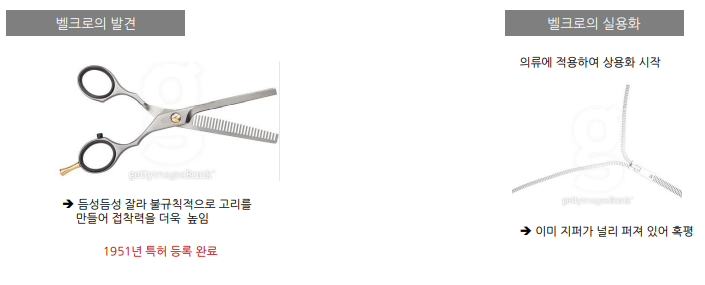 벨크로의 발견
벨크로의 실용화
의류에 적용하여 상용화 시작
gettyimagesBank
gettyimagesBank
➔ 듬성듬성 잘라 불규칙적으로 고리를
만들어 접착력을 더욱 높임
1951년 특허 등록 완료
➔ 이미 지퍼가 널리 퍼져 있어 혹평